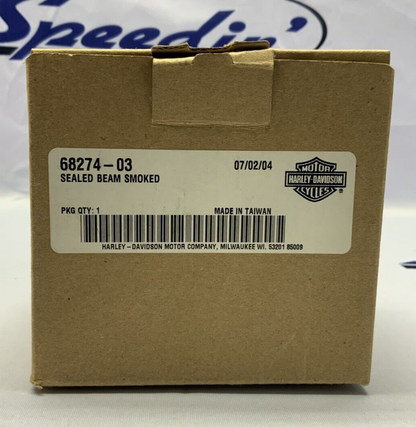 Speedin'
68274-03 07/02/04
SEALED BEAM SMOKED
MOTOR
HARLEY-DAVIDSON
CYCLES
®
PKG QTY: 1 MADE IN TAIWAN
HARLEY-DAVIDSON MOTOR COMPANY, MILWAUKEE WI. 53201 85009